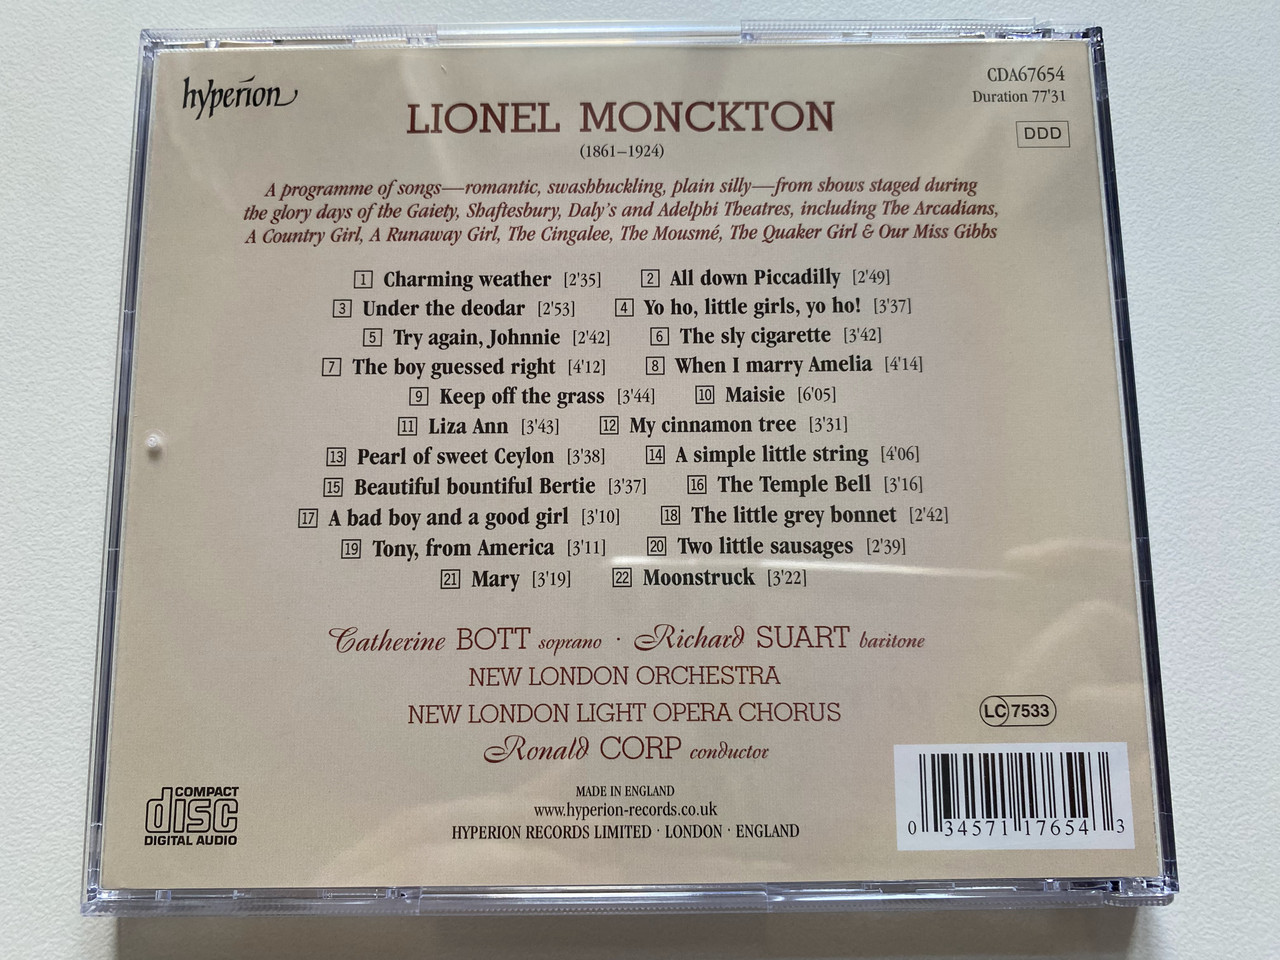 hyperion
CDA67654
Duration 77'31
DDD
LIONEL MONCKTON
(1861–1924)
A programme of songs—romantic, swashbuckling, plain silly—from shows staged during
the glory days of the Gaiety, Shaftesbury, Daly's and Adelphi Theatres, including The Arcadians,
A Country Girl, A Runaway Girl, The Cingalee, The Mousmé, The Quaker Girl & Our Miss Gibbs
1 Charming weather [2'35] 2 All down Piccadilly [2'49]
3 Under the deodar [2'53] 4 Yo ho, little girls, yo ho! [3'37]
5 Try again, Johnnie [2'42] 6 The sly cigarette [3'42]
7 The boy guessed right [4'12] 8 When I marry Amelia [4'14]
9 Keep off the grass [3'44] 10 Maisie [6'05]
11 Liza Ann [3'43] 12 My cinnamon tree [3'31]
13 Pearl of sweet Ceylon [3'38] 14 A simple little string [4'06]
15 Beautiful bountiful Bertie [3'37] 16 The Temple Bell [3'16]
17 A bad boy and a good girl [3'10] 18 The little grey bonnet [2'42]
19 Tony, from America [3'11] 20 Two little sausages [2'39]
21 Mary [3'19] 22 Moonstruck [3'22]
Catherine BOTT soprano · Richard SUART baritone
NEW LONDON ORCHESTRA
NEW LONDON LIGHT OPERA CHORUS
Ronald CORP conductor
LC 7533
MADE IN ENGLAND
www.hyperion-records.co.uk
HYPERION RECORDS LIMITED · LONDON · ENGLAND
COMPACT
disc
DIGITAL AUDIO
0 34571 17654 3